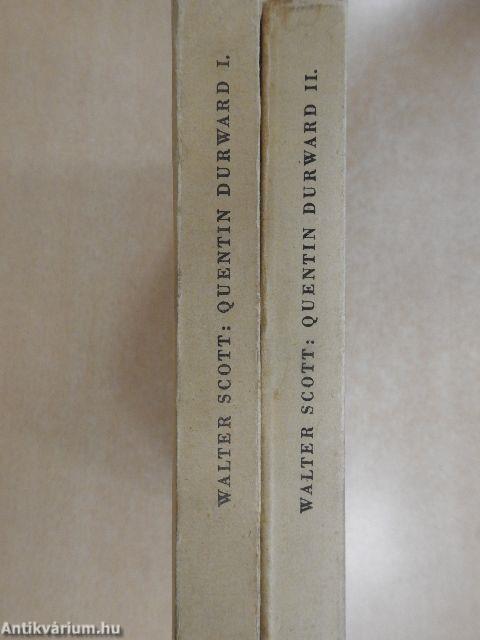 WALTER SCOTT: QUENTIN DURWARD I.
WALTER SCOTT: QUENTIN DURWARD II.
Antikvárium.hu